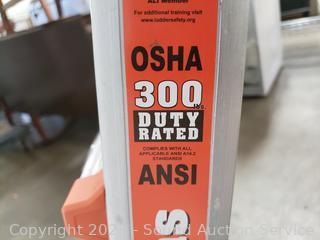 ALI Member
For additional training visit
www.laddersafety.org
OSHA
300
lbs.
DUTY
RATED
COMPLIES WITH ALL
APPLICABLE ANSI A14.2
STANDARDS
ANSI
Copyright Sound Auction Service